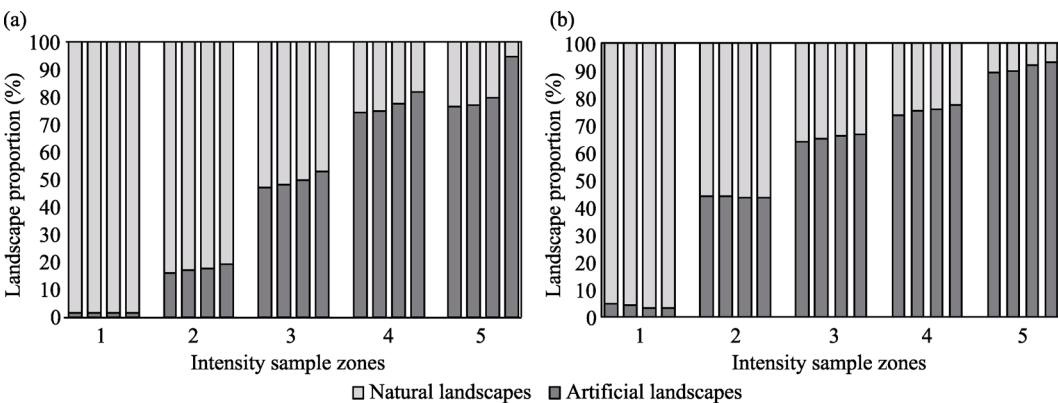 (a)
Landscape proportion (%)
100
90
80
70
60
50
40
30
20
10
0
1 2 3 4 5
Intensity sample zones
(b)
Landscape proportion (%)
100
90
80
70
60
50
40
30
20
10
0
1 2 3 4 5
Intensity sample zones
Natural landscapes Artificial landscapes